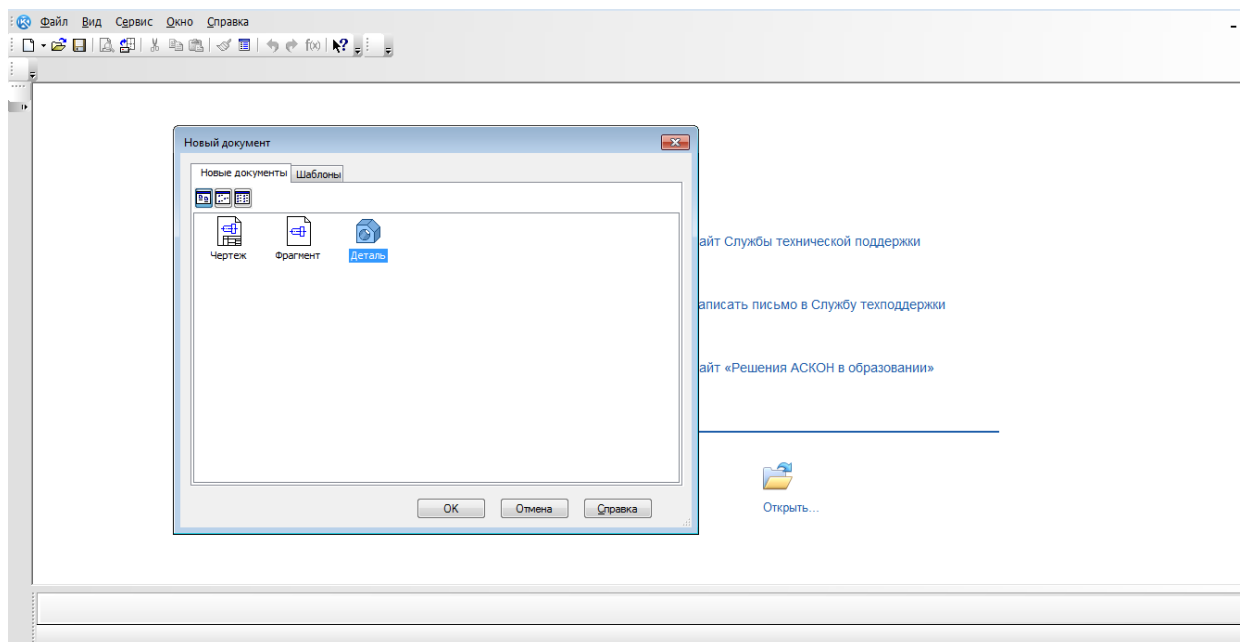 Файл Вид Сервис Окно Справка
f(x)
Новый документ
Новые документы Шаблоны
Чертеж Фрагмент Деталь
айт Службы технической поддержки
аписать письмо в Службу техподдержки
айт «Решения АСКОН в образовании»
OK Отмена Справка
Открыть...